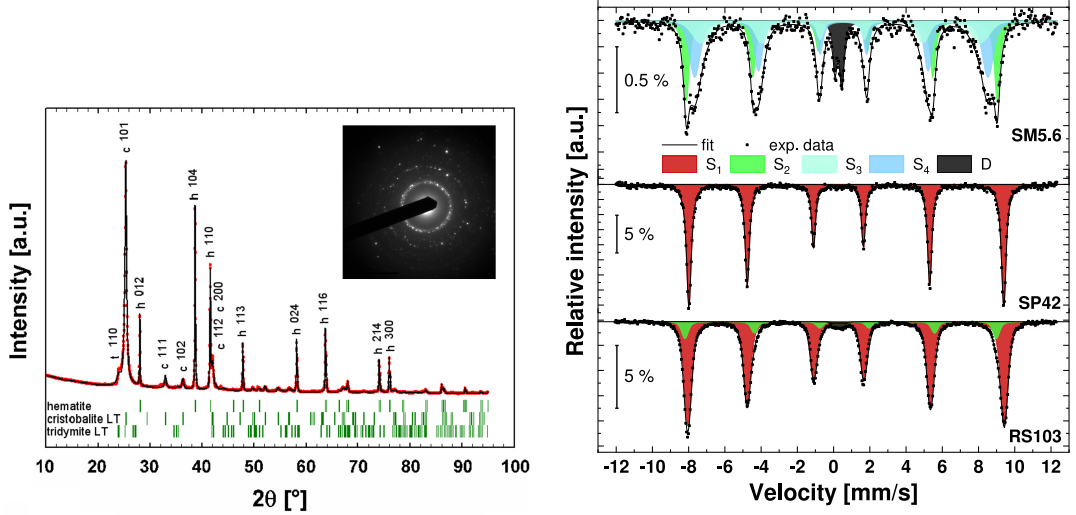 Intensity [a.u.]
t 110
c 101
h 012
c 111
c 102
h 104
h 110
c 112 c 200
h 113
h 024
h 116
h 214
h 300
hematite
cristobalite LT
tridymite LT
10 20 30 40 50 60 70 80 90 100
2θ [°]
Relative intensity [a.u.]
0.5 %
SM5.6
fit exp. data
S1 S2 S3 S4 D
5 %
SP42
5 %
RS103
-12 -10 -8 -6 -4 -2 0 2 4 6 8 10 12
Velocity [mm/s]